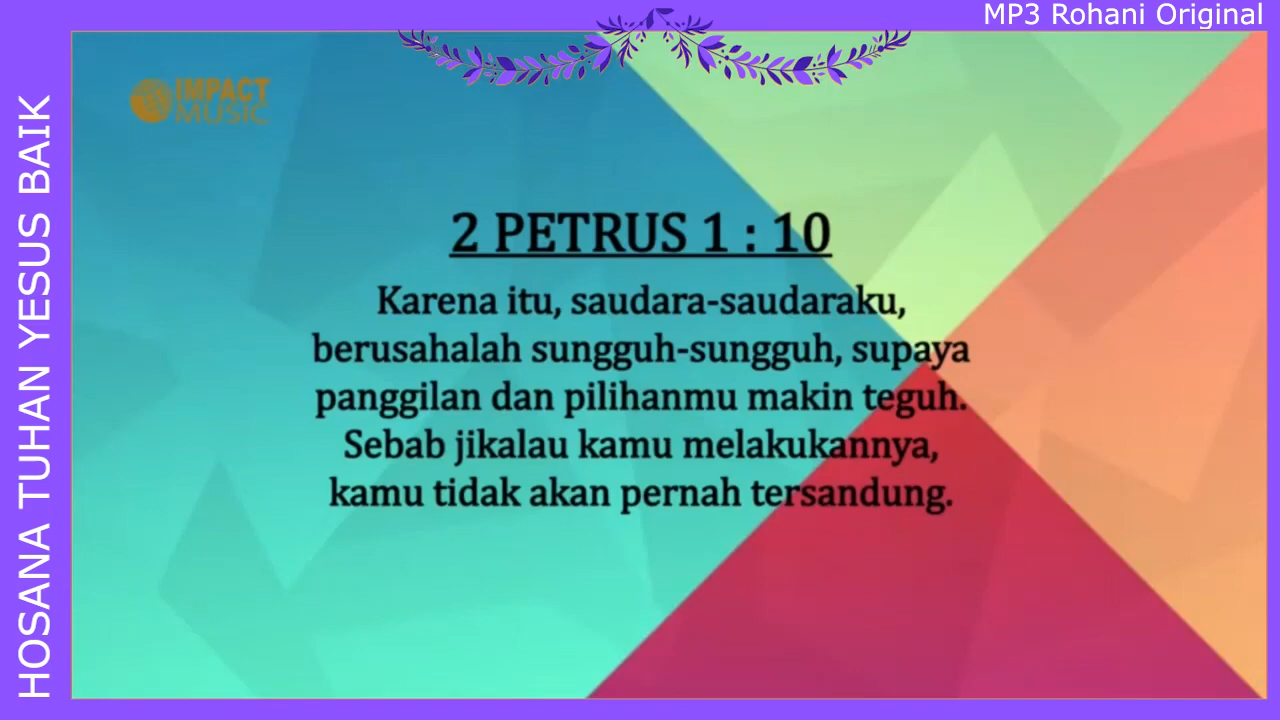 MP3 Rohani Original
HOSANA TUHAN YESUS BAIK
IMPACT
MUSIC
2 PETRUS 1 : 10
Karena itu, saudara-saudaraku,
berusahalah sungguh-sungguh, supaya
panggilan dan pilihanmu makin teguh.
Sebab jikalau kamu melakukannya,
kamu tidak akan pernah tersandung.